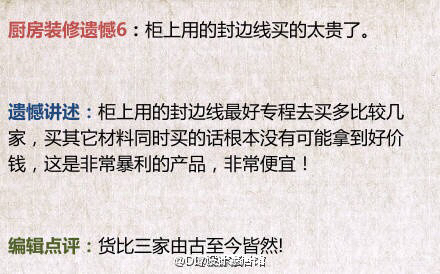 厨房装修遗憾6：柜上用的封边线买的太贵了。
遗憾讲述：柜上用的封边线最好专程去买多比较几
家，买其它材料同时买的话根本没有可能拿到好价
钱，这是非常暴利的产品，非常便宜！
编辑点评：货比三家由古至今皆然!